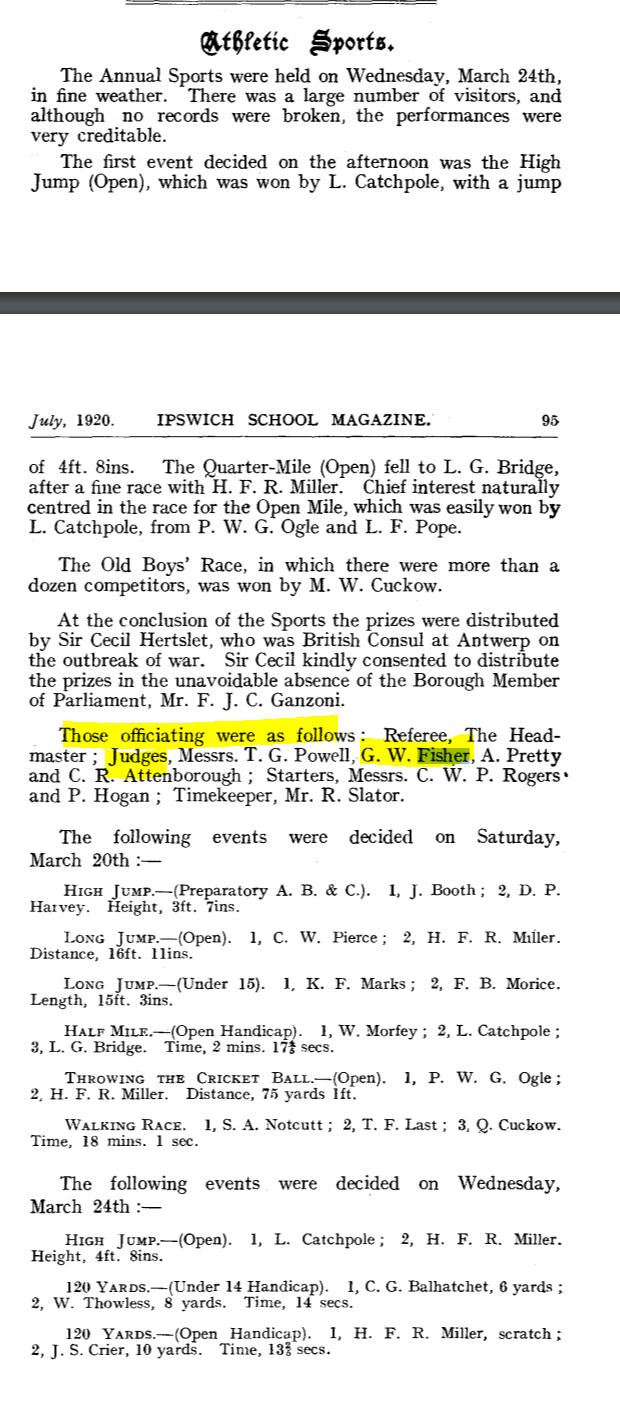 Athletic Sports.
The Annual Sports were held on Wednesday, March 24th,
in fine weather. There was a large number of visitors, and
although no records were broken, the performances were
very creditable.
The first event decided on the afternoon was the High
Jump (Open), which was won by L. Catchpole, with a jump
July, 1920. IPSWICH SCHOOL MAGAZINE. 95
of 4ft. 8ins. The Quarter-Mile (Open) fell to L. G. Bridge,
after a fine race with H. F. R. Miller. Chief interest naturally
centred in the race for the Open Mile, which was easily won by
L. Catchpole, from P. W. G. Ogle and L. F. Pope.
The Old Boys' Race, in which there were more than a
dozen competitors, was won by M. W. Cuckow.
At the conclusion of the Sports the prizes were distributed
by Sir Cecil Hertslet, who was British Consul at Antwerp on
the outbreak of war. Sir Cecil kindly consented to distribute
the prizes in the unavoidable absence of the Borough Member
of Parliament, Mr. F. J. C. Ganzoni.
Those officiating were as follows : Referee, The Head-
master ; Judges, Messrs. T. G. Powell, G. W. Fisher, A. Pretty
and C. R. Attenborough ; Starters, Messrs. C. W. P. Rogers
and P. Hogan ; Timekeeper, Mr. R. Slator.
The following events were decided on Saturday,
March 20th :—
HIGH JUMP.—(Preparatory A. B. & C.). 1, J. Booth ; 2, D. P.
Harvey. Height, 3ft. 7ins.
LONG JUMP.—(Open). 1, C. W. Pierce ; 2, H. F. R. Miller.
Distance, 16ft. 11ins.
LONG JUMP.—(Under 15). 1, K. F. Marks ; 2, F. B. Morice.
Length, 15ft. 3ins.
HALF MILE.—(Open Handicap). 1, W. Morfey ; 2, L. Catchpole ;
3, L. G. Bridge. Time, 2 mins. secs.
THROWING THE CRICKET BALL.—(Open). 1, P. W. G. Ogle ;
2, H. F. R. Miller. Distance, 75 yards 1ft.
WALKING RACE. 1, S. A. Notcutt ; 2, T. F. Last ; 3, Q. Cuckow.
Time, 18 mins. 1 sec.
The following events were decided on Wednesday,
March 24th :—
HIGH JUMP.—(Open). 1, L. Catchpole ; 2, H. F. R. Miller.
Height, 4ft. 8ins.
120 YARDS.—(Under 14 Handicap). 1, C. G. Balhatchet, 6 yards ;
2, W. Thowless, 8 yards. Time, 14 secs.
120 YARDS.—(Open Handicap). 1, H. F. R. Miller, scratch ;
2, J. S. Crier, 10 yards. Time, secs.